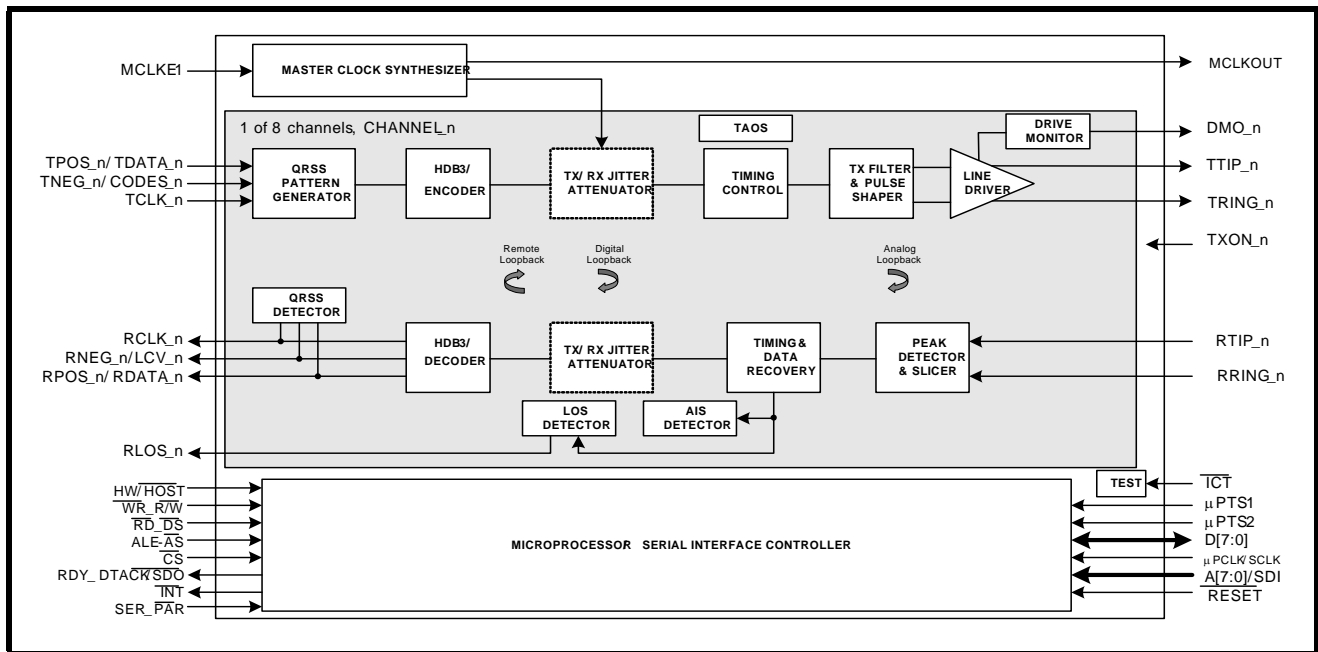 MCLKE1
MASTER CLOCK SYNTHESIZER
MCLKOUT
1 of 8 channels, CHANNEL_n
TAOS
DRIVE
MONITOR
DMO_n
TPOS_n/ TDATA_n
TNEG_n/ CODES_n
TCLK_n
QRSS
PATTERN
GENERATOR
HDB3/
ENCODER
TX/ RX JITTER
ATTENUATOR
TIMING
CONTROL
TX FILTER
& PULSE
SHAPER
LINE
DRIVER
TTIP_n
TRING_n
TXON_n
Remote
Loopback
Digital
Loopback
Analog
Loopback
QRSS
DETECTOR
RCLK_n
RNEG_n/ LCV_n
RPOS_n/ RDATA_n
HDB3/
DECODER
TX/ RX JITTER
ATTENUATOR
TIMING &
DATA
RECOVERY
PEAK
DETECTOR
& SLICER
RTIP_n
RRING_n
LOS
DETECTOR
AIS
DETECTOR
RLOS_n
TEST
ICT
HW/HOST
WR_R/W
RD_DS
ALE-AS
CS
RDY_ DTACK/SDO
INT
SER_PAR
MICROPROCESSOR SERIAL INTERFACE CONTROLLER
µPTS1
µPTS2
D[7:0]
µPCLK/SCLK
A[7:0]/SDI
RESET